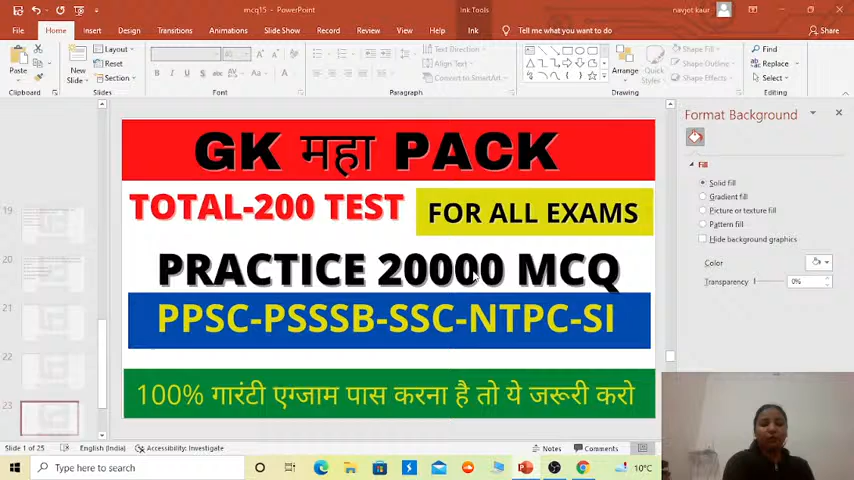 mcq15 - PowerPoint
Ink Tools
navjot kaur
File Home Insert Design Transitions Animations Slide Show Review View Help Ink Tell me what you want to do Share
Paste
New Slide
Layout
Reset
Section
Text Direction
Align Text
Convert to SmartArt
Arrange
Quick Styles
Shape Fill
Shape Outline
Shape Effects
Find
Replace
Select
Clipboard Slides Font Paragraph Drawing Editing
GK महा PACK
TOTAL-200 TEST
FOR ALL EXAMS
PRACTICE 20000 MCQ
PPSC-PSSSB-SSC-NTPC-SI
100% गारंटी एग्जाम पास करना है तो ये जरूरी करो
19
20
21
22
23
Format Background
Fill
Solid fill
Gradient fill
Picture or texture fill
Pattern fill
Hide background graphics
Color
Transparency 0%
Slide 1 of 25 English (India) Accessibility: Investigate Notes Comments
Type here to search
10°C